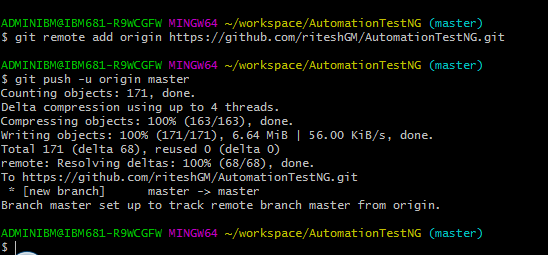 ADMINIBM@IBM681-R9WCGFW MINGW64 ~/workspace/AutomationTestNG (master)
$ git remote add origin https://github.com/riteshGM/AutomationTestNG.git
ADMINIBM@IBM681-R9WCGFW MINGW64 ~/workspace/AutomationTestNG (master)
$ git push -u origin master
Counting objects: 171, done.
Delta compression using up to 4 threads.
Compressing objects: 100% (163/163), done.
Writing objects: 100% (171/171), 6.64 MiB | 56.00 KiB/s, done.
Total 171 (delta 68), reused 0 (delta 0)
remote: Resolving deltas: 100% (68/68), done.
To https://github.com/riteshGM/AutomationTestNG.git
 * [new branch]      master -> master
Branch master set up to track remote branch master from origin.
ADMINIBM@IBM681-R9WCGFW MINGW64 ~/workspace/AutomationTestNG (master)
$